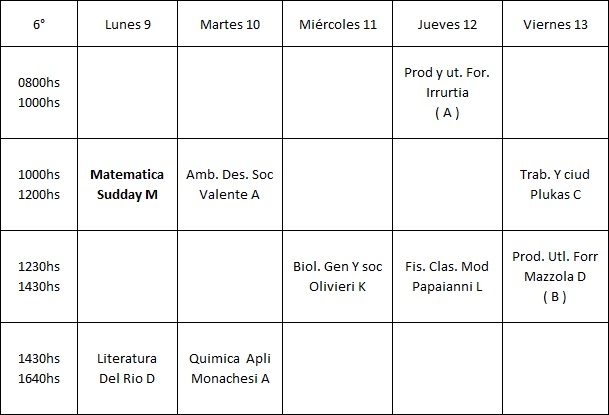 6° Lunes 9 Martes 10 Miércoles 11 Jueves 12 Viernes 13
0800hs
1000hs
Prod y ut. For.
Irrurtia
( A )
1000hs
1200hs
Matematica
Sudday M
Amb. Des. Soc
Valente A
Trab. Y ciud
Plukas C
1230hs
1430hs
Biol. Gen Y soc
Olivieri K
Fis. Clas. Mod
Papaianni L
Prod. Utl. Forr
Mazzola D
( B )
1430hs
1640hs
Literatura
Del Rio D
Quimica Apli
Monachesi A